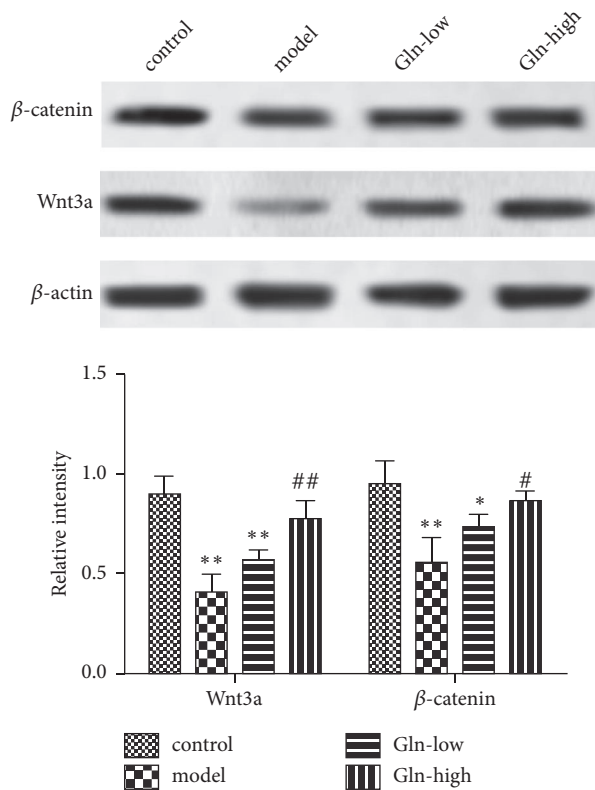 control model Gln-low Gln-high
β-catenin
Wnt3a
β-actin
Relative intensity
1.5
1.0
0.5
0.0
** ** ##
** * #
Wnt3a β-catenin
control Gln-low
model Gln-high